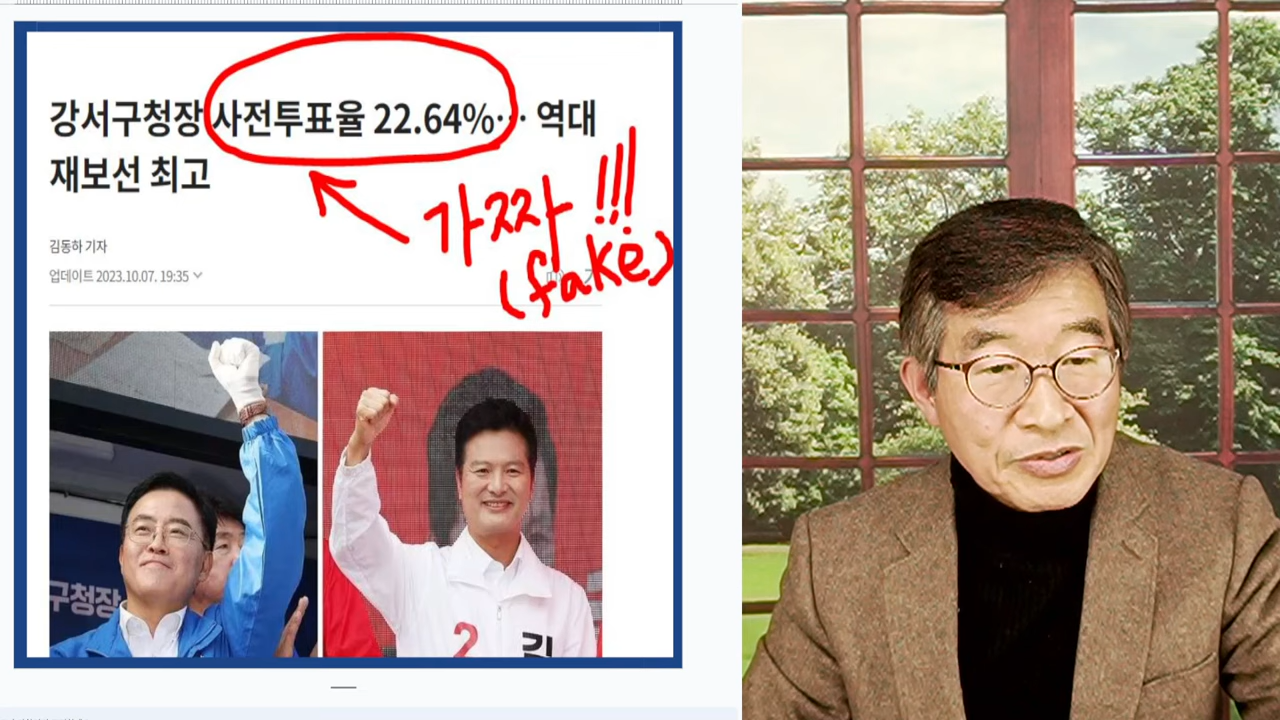 강서구청장 사전투표율 22.64%… 역대
재보선 최고
가짜!!!
(fake)
김동하 기자
업데이트 2023.10.07. 19:35
구청장
2
김